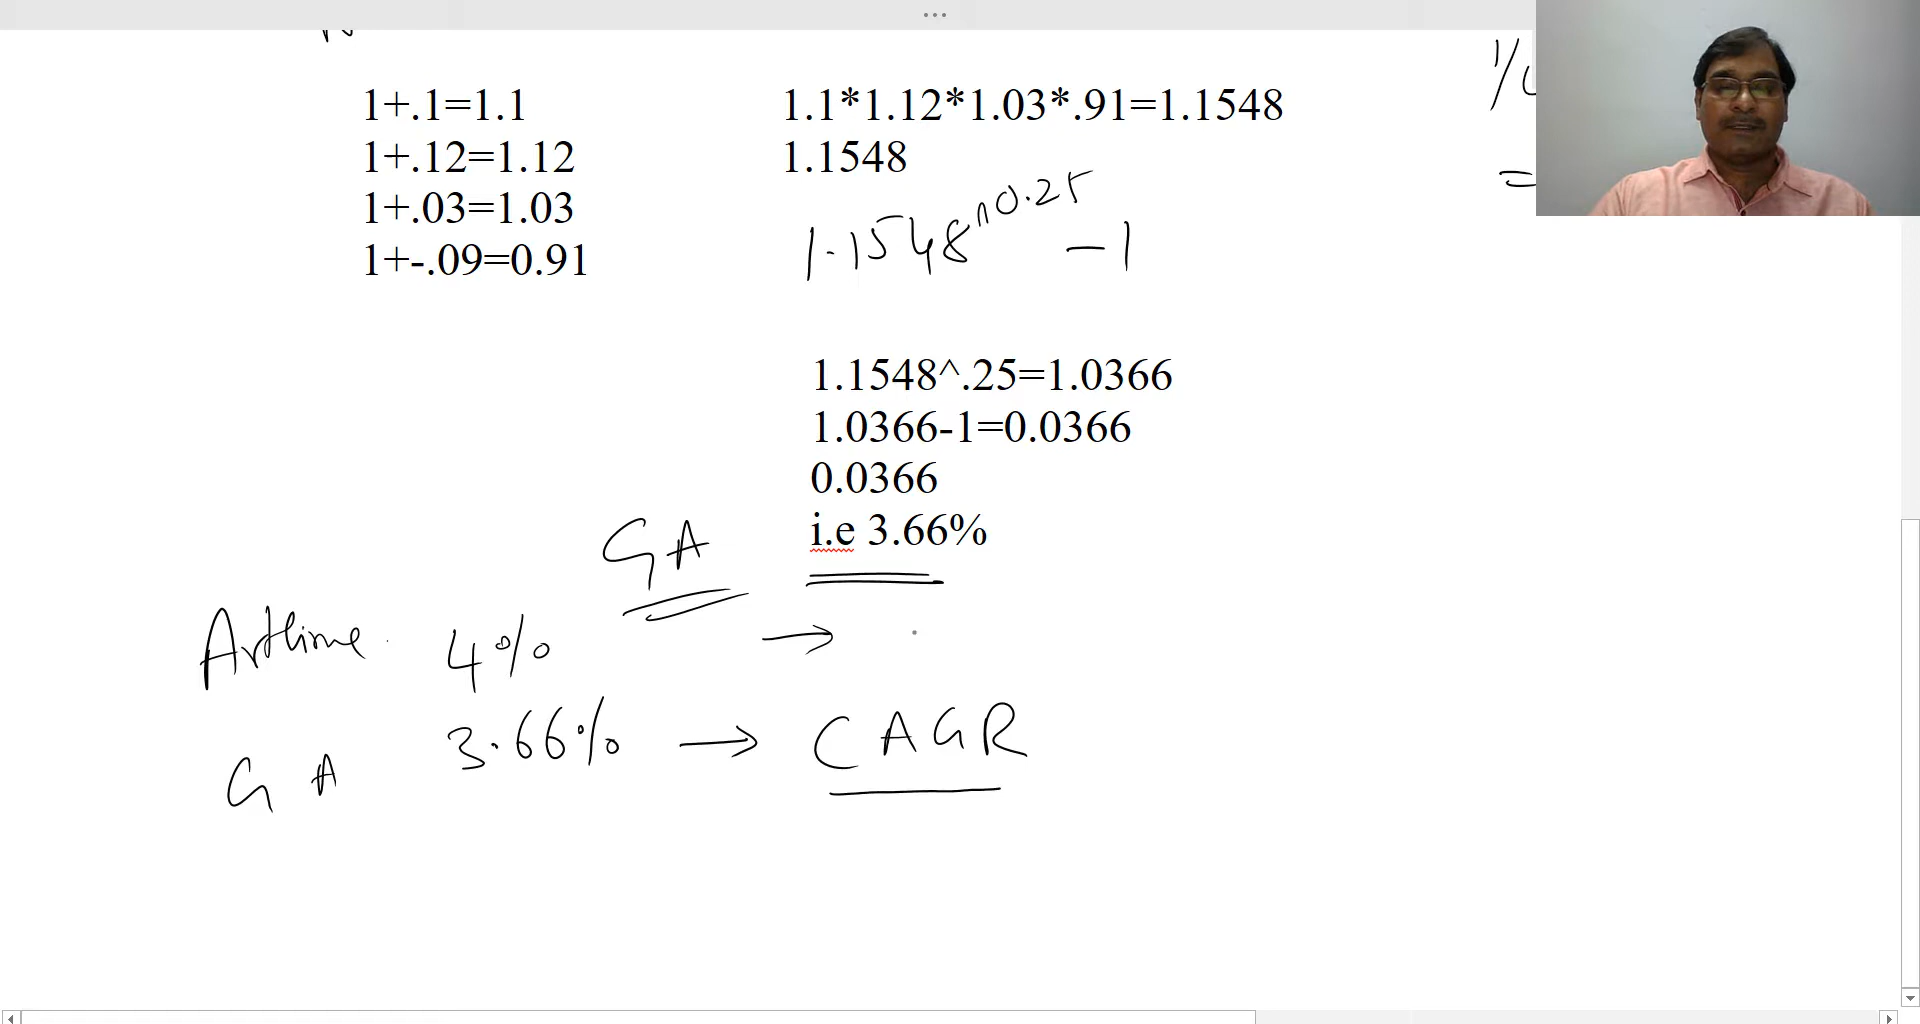 1+.1=1.1
1+.12=1.12
1+.03=1.03
1+-.09=0.91
1.1*1.12*1.03*.91=1.1548
1.1548
1.1548^0.25 - 1
1.1548^.25=1.0366
1.0366-1=0.0366
0.0366
i.e 3.66%
GA
4% →
GA 3.66% → CAGR